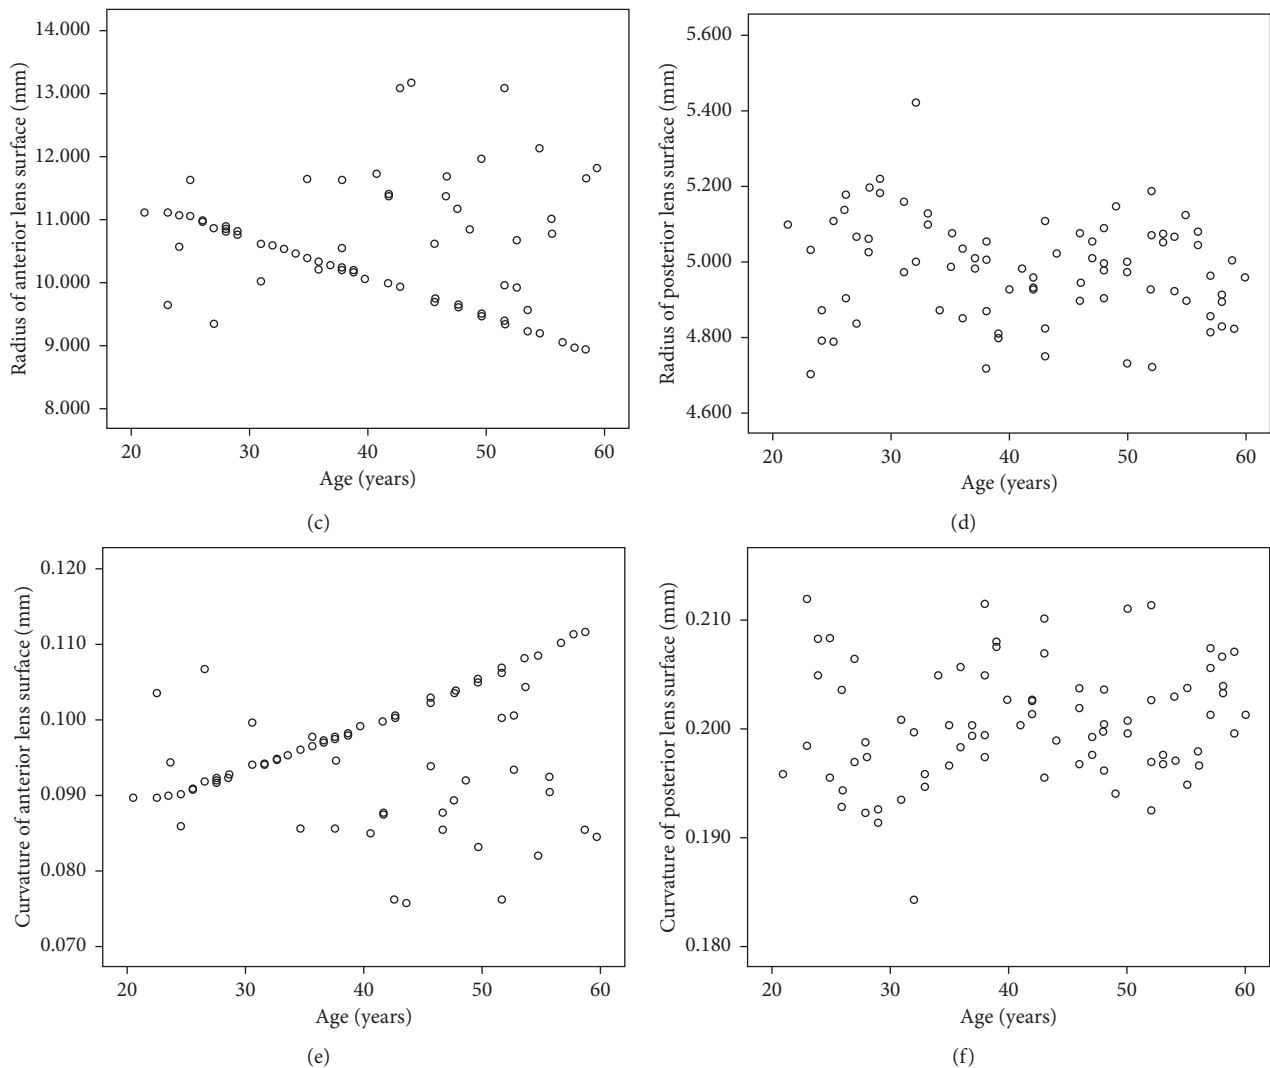 14.000
13.000
12.000
11.000
10.000
9.000
8.000
Radius of anterior lens surface (mm)
20 30 40 50 60
Age (years)
(c)
5.600
5.400
5.200
5.000
4.800
4.600
Radius of posterior lens surface (mm)
20 30 40 50 60
Age (years)
(d)
0.120
0.110
0.100
0.090
0.080
0.070
Curvature of anterior lens surface (mm)
20 30 40 50 60
Age (years)
(e)
0.210
0.200
0.190
0.180
Curvature of posterior lens surface (mm)
20 30 40 50 60
Age (years)
(f)